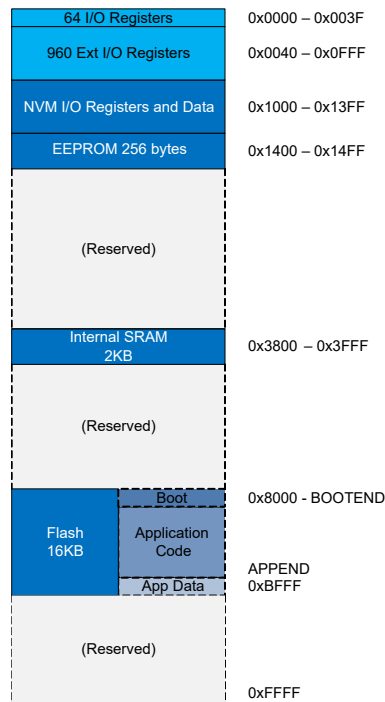 64 I/O Registers 0x0000 – 0x003F
960 Ext I/O Registers 0x0040 – 0x0FFF
NVM I/O Registers and Data 0x1000 – 0x13FF
EEPROM 256 bytes 0x1400 – 0x14FF
(Reserved)
Internal SRAM
2KB
0x3800 – 0x3FFF
(Reserved)
Boot 0x8000 - BOOTEND
Flash
16KB
Application
Code
APPEND
App Data 0xBFFF
(Reserved)
0xFFFF